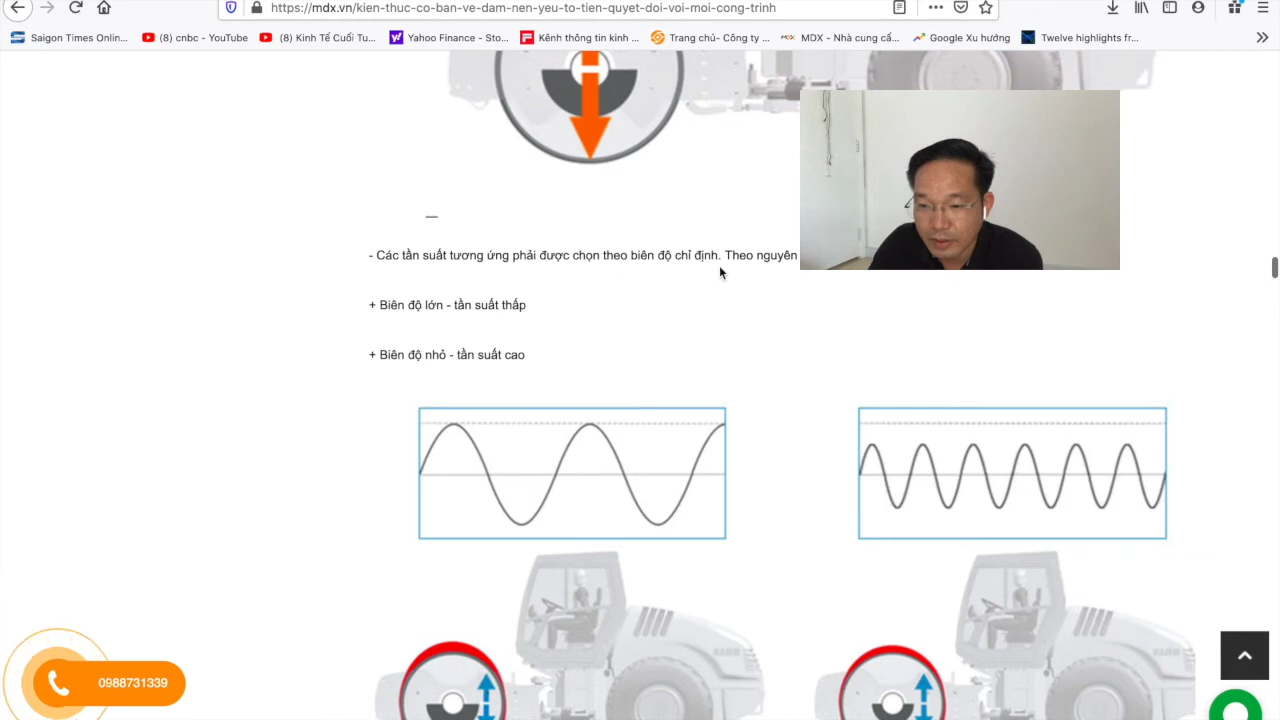 https://mdx.vn/kien-thuc-co-ban-ve-dam-nen-yeu-to-tien-quyet-doi-voi-moi-cong-trinh
Saigon Times Onlin...
(8) cnbc - YouTube
(8) Kinh Tế Cuối Tu...
Yahoo Finance - Sto...
Kênh thông tin kinh ...
Trang chủ- Công ty ...
MDX - Nhà cung cấ...
Google Xu hướng
Twelve highlights fr...
- Các tần suất tương ứng phải được chọn theo biên độ chỉ định. Theo nguyên
+ Biên độ lớn - tần suất thấp
+ Biên độ nhỏ - tần suất cao
HAMM
HAMM
0988731339